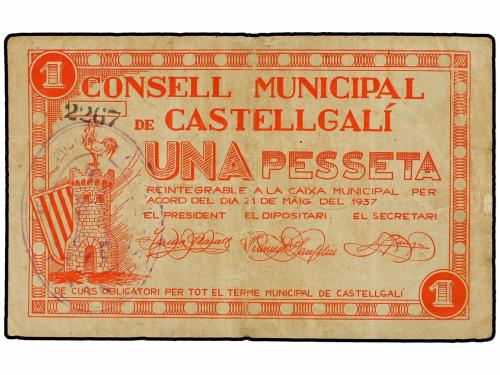 1
CONSELL MUNICIPAL
2267
DE CASTELLGALÍ
UNA PESSETA
REINTEGRABLE A LA CAIXA MUNICIPAL PER
ACORD DEL DIA 21 DE MAIG DEL 1937
EL PRESIDENT EL DIPOSITARI EL SECRETARI
DE CURS OBLIGATORI PER TOT EL TERME MUNICIPAL DE CASTELLGALÍ
1